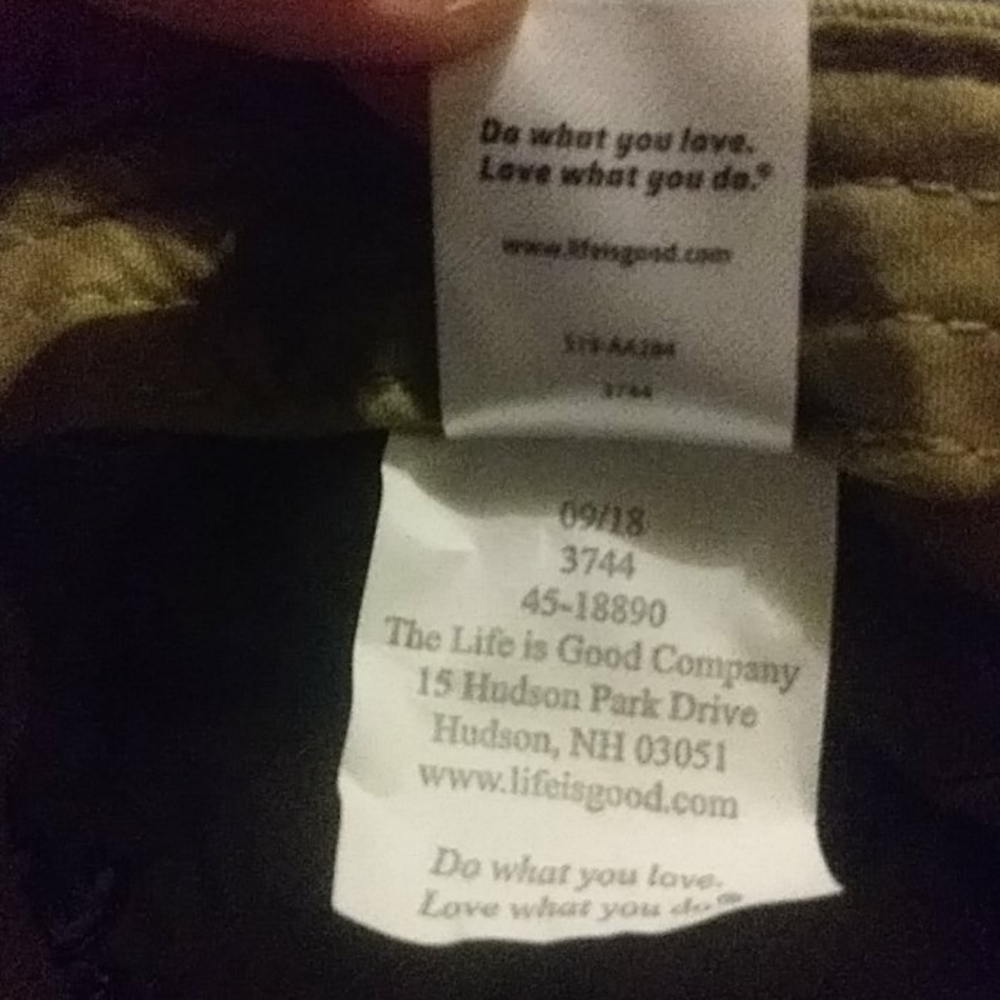 Do what you love.
Love what you do.®
www.lifeisgood.com
3744
09/18
3744
45-18890
The Life is Good Company
15 Hudson Park Drive
Hudson, NH 03051
www.lifeisgood.com
Do what you love.
Love what you do®